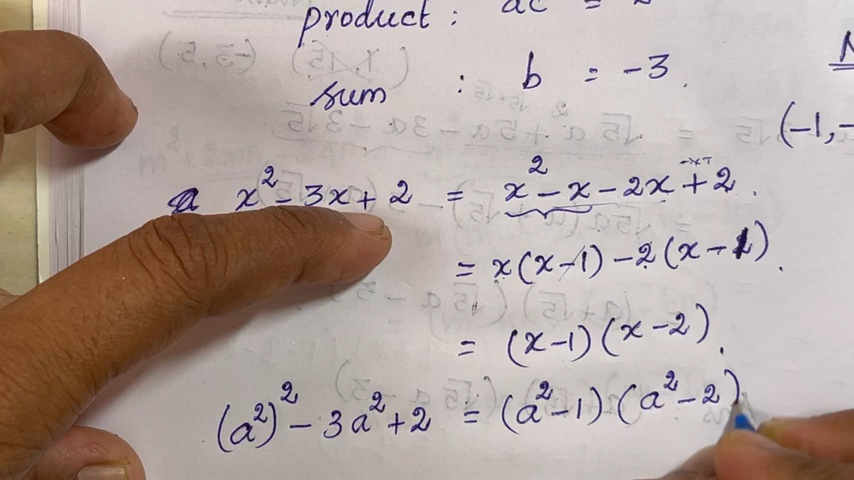 product : ac = 2
sum : b = -3.
(-1,-
x² - 3x + 2 = x² - x - 2x + 2.
= x(x-1) - 2(x-1).
= (x-1)(x-2).
(a²)² - 3a² + 2 = (a²-1)(a²-2)